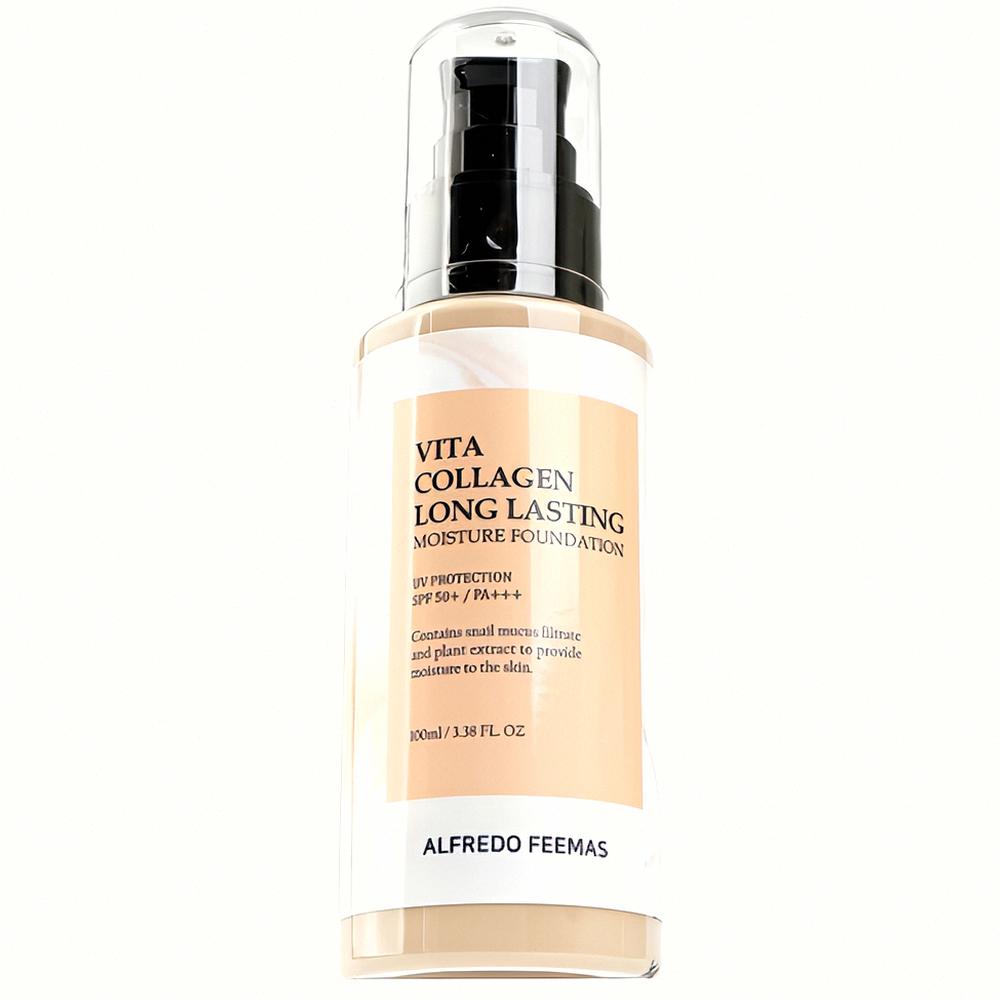 VITA
COLLAGEN
LONG LASTING
MOISTURE FOUNDATION
UV PROTECTION
SPF 50+ / PA+++
Contains snail mucus filtrate
and plant extract to provide
moisture to the skin.
100ml / 3.38 FL. OZ
ALFREDO FEEMAS